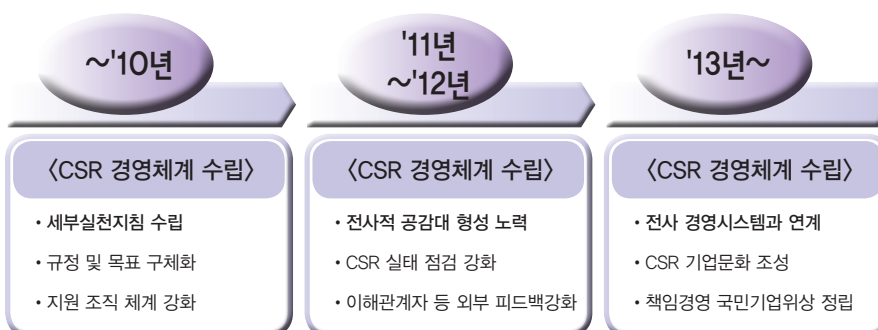 ~'10년
'11년
~'12년
'13년~
〈CSR 경영체계 수립〉
• 세부실천지침 수립
• 규정 및 목표 구체화
• 지원 조직 체계 강화
〈CSR 경영체계 수립〉
• 전사적 공감대 형성 노력
• CSR 실태 점검 강화
• 이해관계자 등 외부 피드백강화
〈CSR 경영체계 수립〉
• 전사 경영시스템과 연계
• CSR 기업문화 조성
• 책임경영 국민기업위상 정립